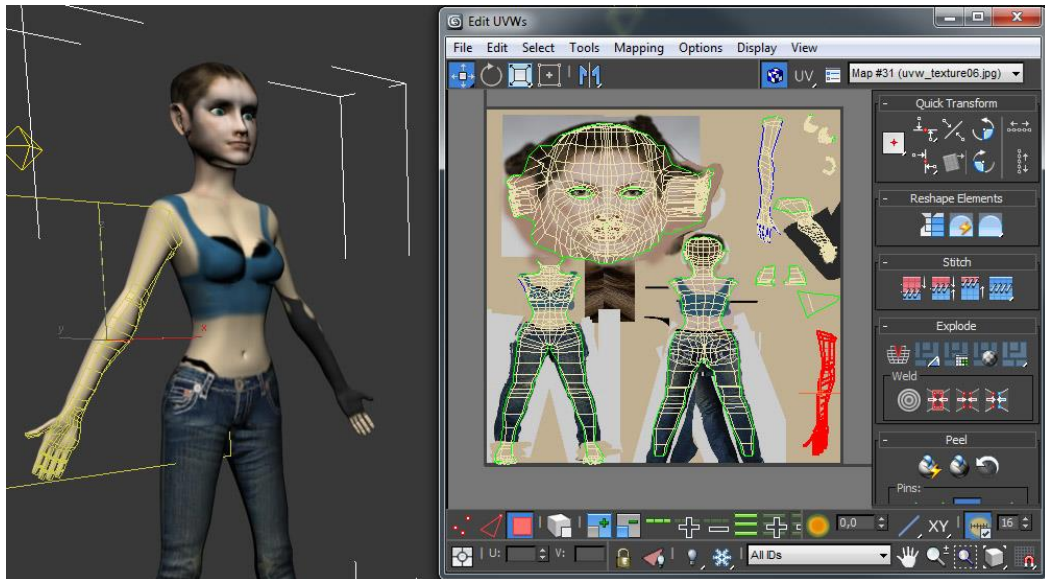 Edit UVWs
File Edit Select Tools Mapping Options Display View
UV
Map #31 (uvw_texture06.jpg)
Quick Transform
Reshape Elements
Stitch
Explode
Weld
Peel
Pins:
y
x
0,0
XY
16
U:
V:
All IDs